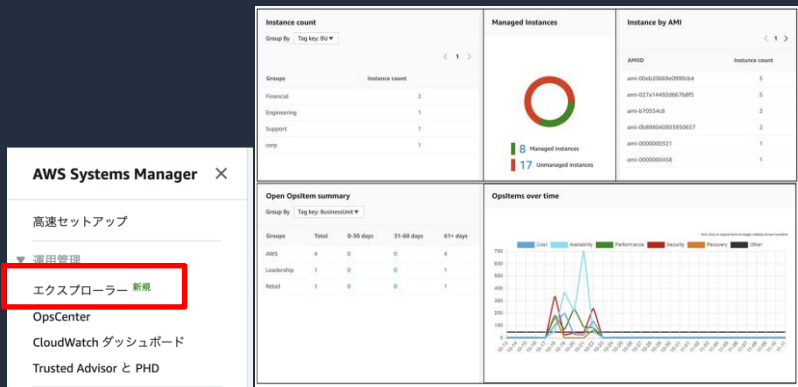 AWS Systems Manager ×
高速セットアップ
▼ 運用管理
エクスプローラー 新規
OpsCenter
CloudWatch ダッシュボード
Trusted Advisor と PHD
Instance count
Group By Tag key: BU ▼
< 1 >
Groups Instance count
Financial 2
Engineering 1
Support 1
corp 1
Managed Instances
8 Managed instances
17 Unmanaged instances
Instance by AMI
< 1 >
AMIID Instance count
ami-00eb20669e0990cb4 5
ami-027a14492d667b8f5 5
ami-b70554c8 3
ami-0b898040803850657 2
ami-0000000321 1
ami-0000000458 1
Open OpsItem summary
Group By Tag key: BusinessUnit ▼
Groups Total 0-30 days 31-60 days 61+ days
AWS 4 0 0 4
Leadership 1 0 0 1
Retail 1 0 0 1
OpsItems over time
Cost Availability Performance Security Recovery Other
700
600
500
400
300
200
100
0